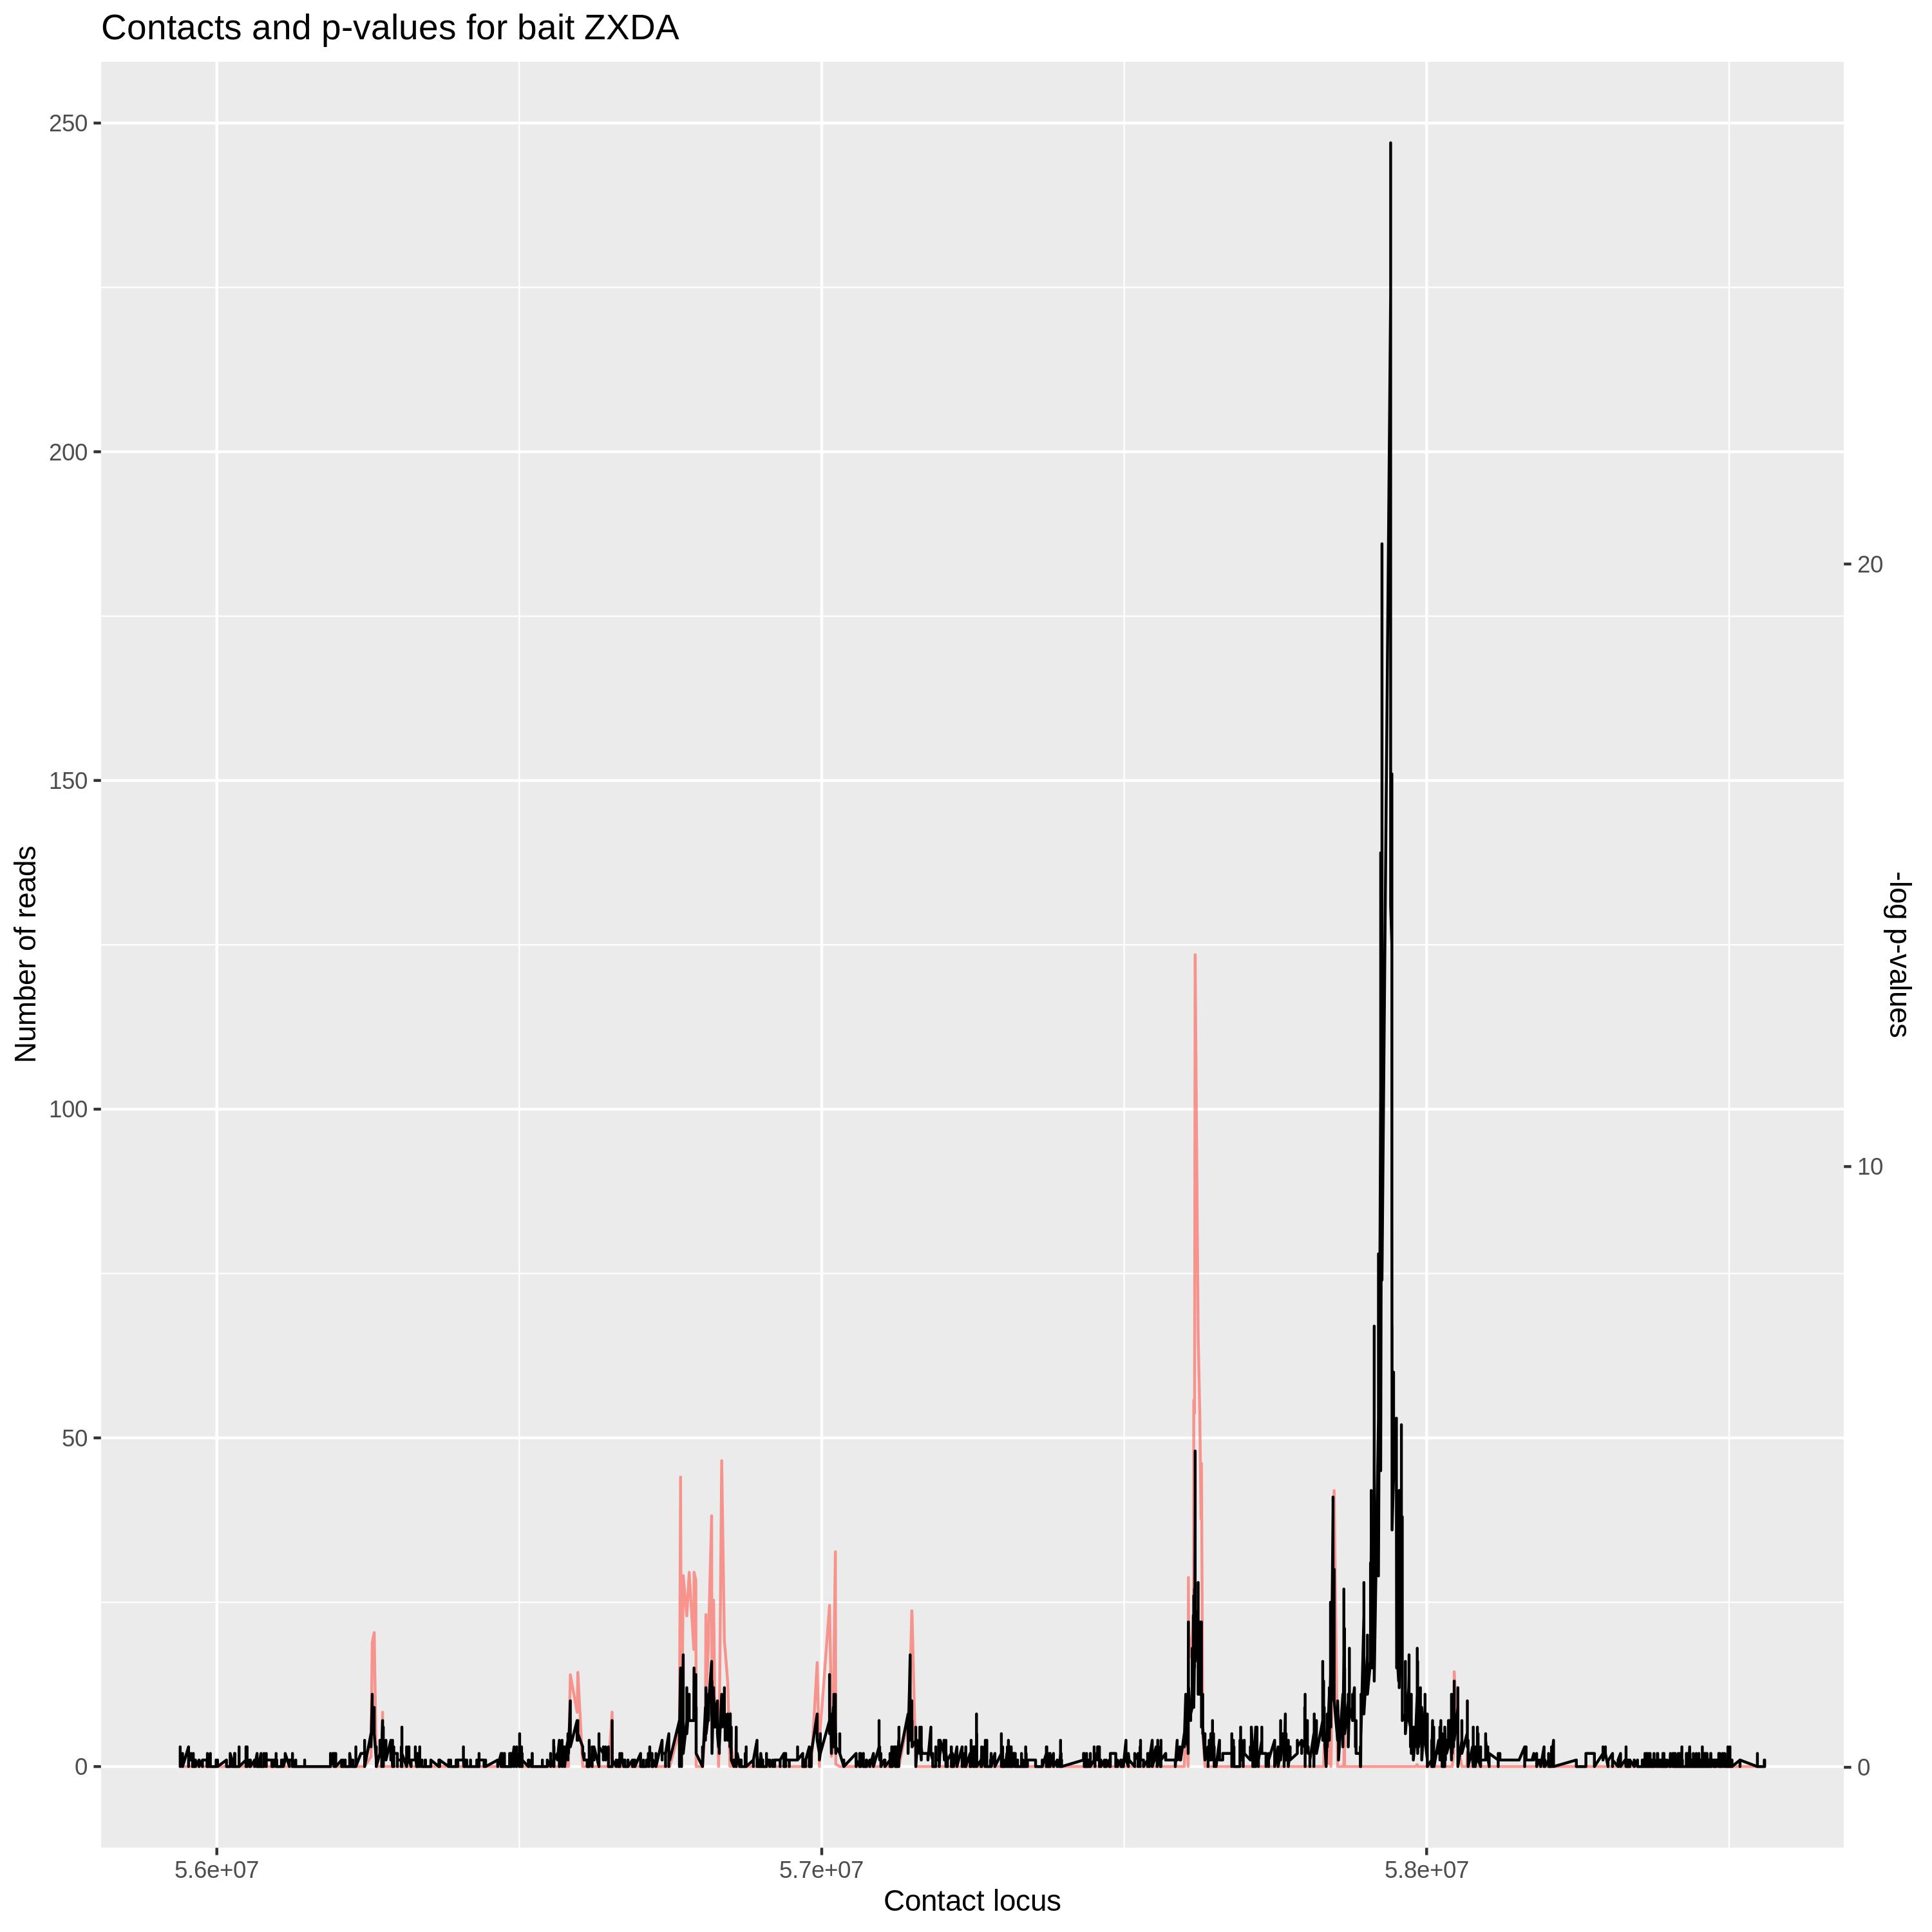 Contacts and p-values for bait ZXDA
250
200
150
100
50
0
Number of reads
20
10
0
-log p-values
5.6e+07
5.7e+07
5.8e+07
Contact locus